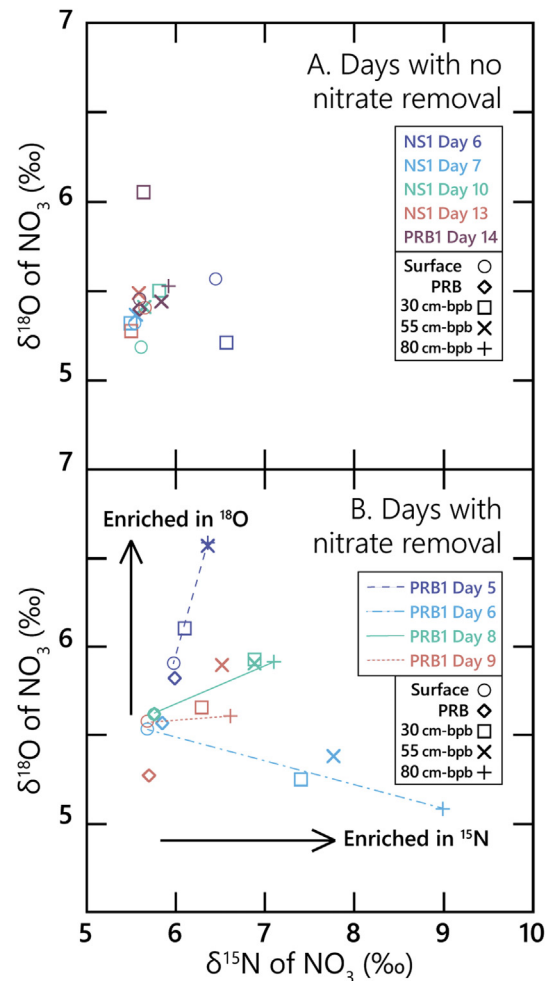 7
A. Days with no
nitrate removal
NS1 Day 6
NS1 Day 7
NS1 Day 10
NS1 Day 13
PRB1 Day 14
Surface
PRB
30 cm-bpb
55 cm-bpb
80 cm-bpb
6
5
δ¹⁸O of NO₃ (‰)
7
B. Days with
nitrate removal
Enriched in ¹⁸O
PRB1 Day 5
PRB1 Day 6
PRB1 Day 8
PRB1 Day 9
Surface
PRB
30 cm-bpb
55 cm-bpb
80 cm-bpb
6
5
δ¹⁸O of NO₃ (‰)
Enriched in ¹⁵N
5 6 7 8 9 10
δ¹⁵N of NO₃ (‰)